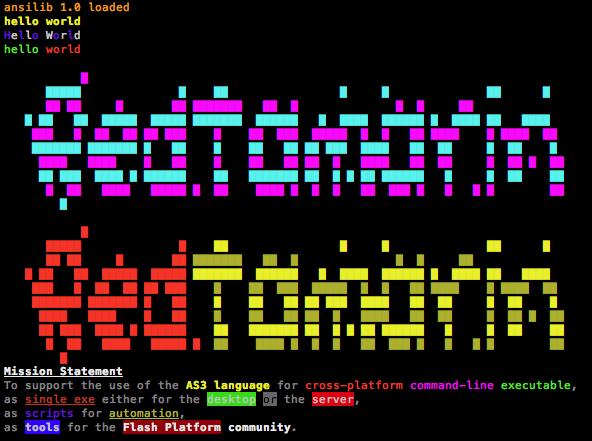 ansilib 1.0 loaded
hello world
Hello World
hello world
Mission Statement
To support the use of the AS3 language for cross-platform command-line executable,
as single exe either for the desktop or the server,
as scripts for automation,
as tools for the Flash Platform community.